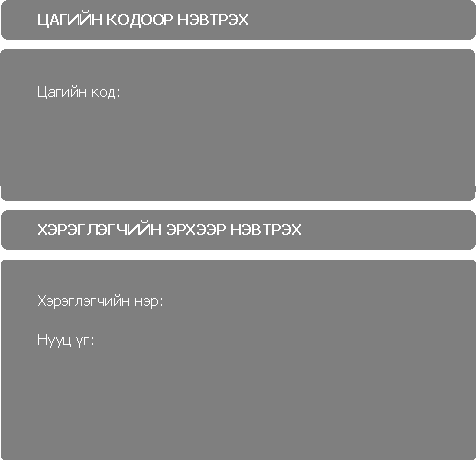 ЦАГИЙН КОДООР НЭВТРЭХ
Цагийн код:
ХЭРЭГЛЭГЧИЙН ЭРХЭЭР НЭВТРЭХ
Хэрэглэгчийн нэр:
Нууц үг: